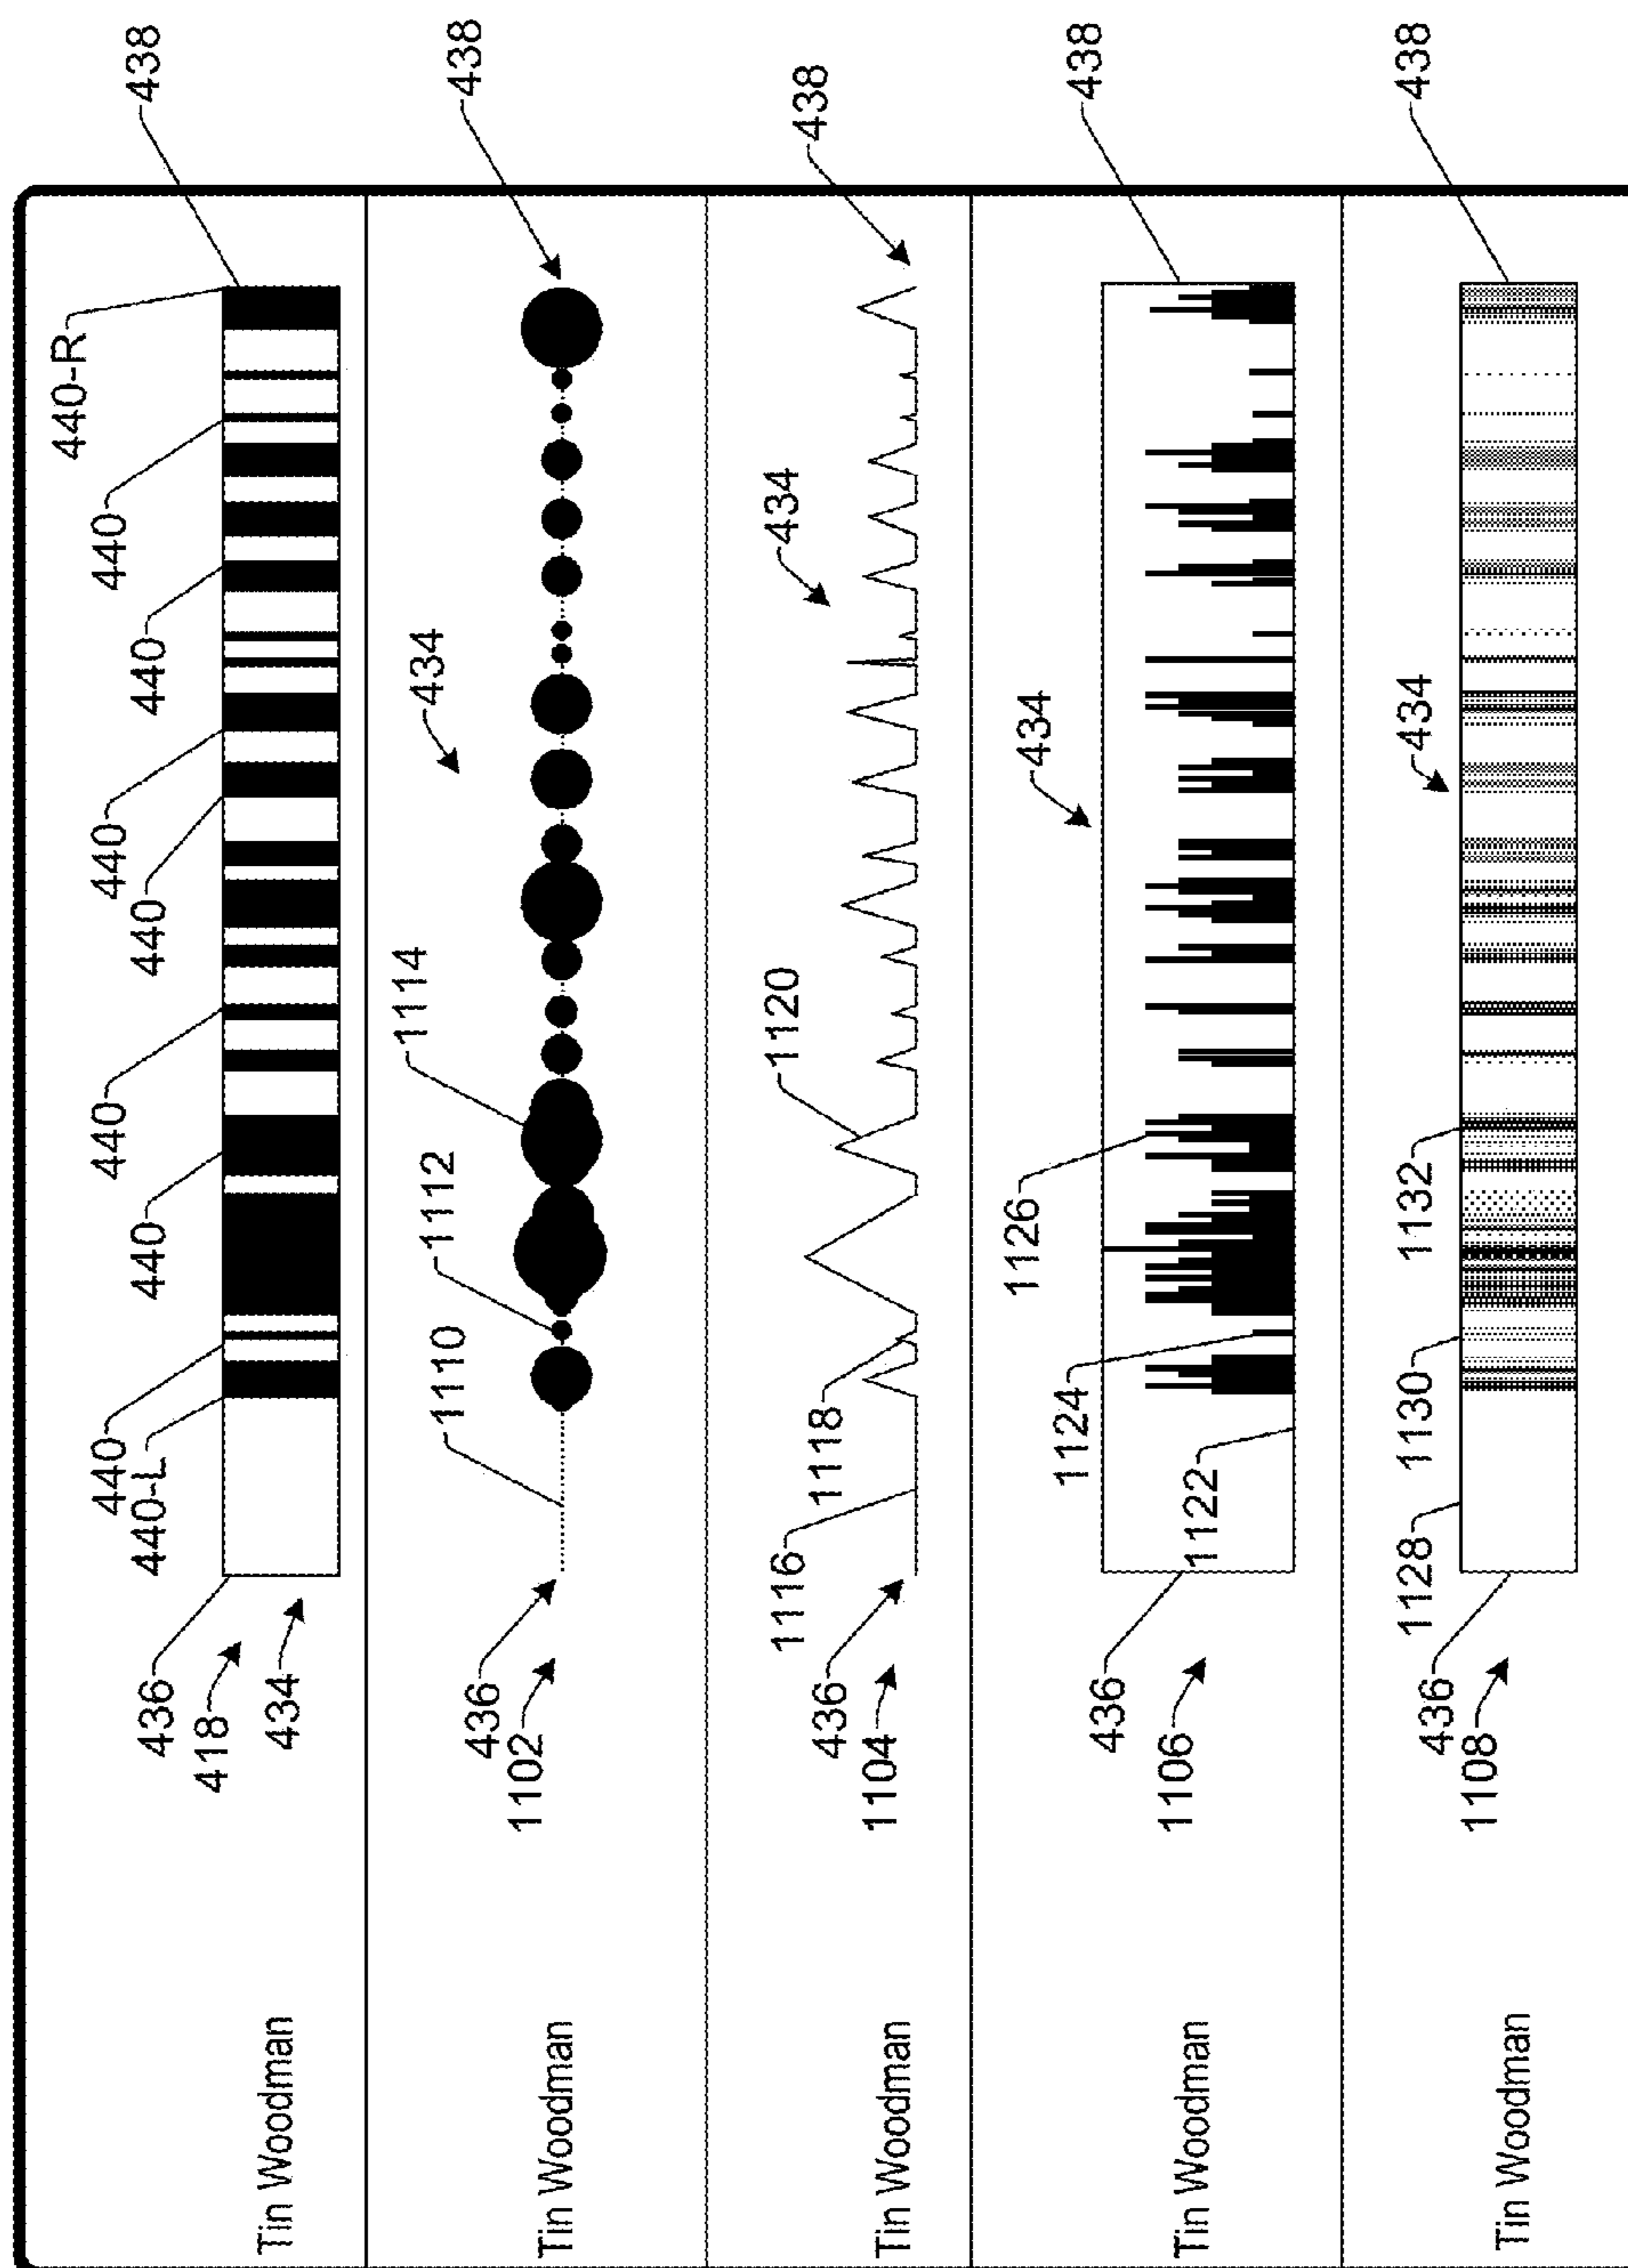 440-R
440 440 440 440
436 440-L 440 440 440 438
418
Tin Woodman 434
1114 434
1110 1112 438
436
1102
Tin Woodman
1116 1120 434 438
436 1118
1104
Tin Woodman
1126 434
1124 438
436
1106 1122
Tin Woodman
1128 1130 1132 434 438
436
1108
Tin Woodman